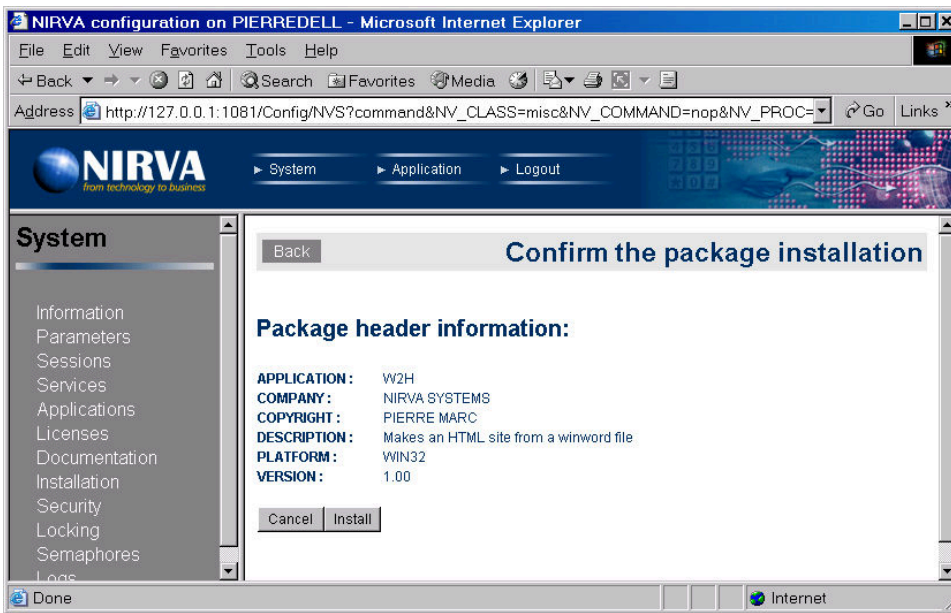 NIRVA configuration on PIERREDELL - Microsoft Internet Explorer
File Edit View Favorites Tools Help
Back Search Favorites Media
Address http://127.0.0.1:1081/Config/NVS?command&NV_CLASS=misc&NV_COMMAND=nop&NV_PROC= Go Links
NIRVA
from technology to business
System Application Logout
System
Information
Parameters
Sessions
Services
Applications
Licenses
Documentation
Installation
Security
Locking
Semaphores
Logs
Back Confirm the package installation
Package header information:
APPLICATION : W2H
COMPANY : NIRVA SYSTEMS
COPYRIGHT : PIERRE MARC
DESCRIPTION : Makes an HTML site from a winword file
PLATFORM : WIN32
VERSION : 1.00
Cancel Install
Done Internet